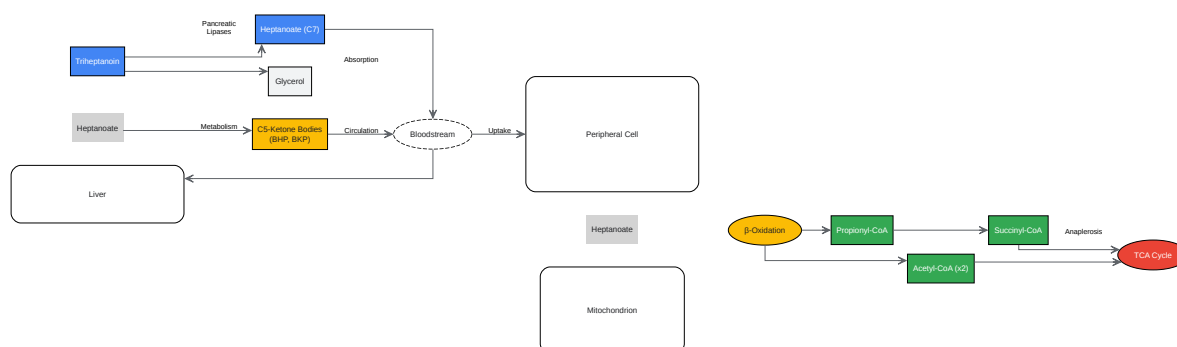 Pancreatic
Lipases
Heptanoate (C7)
Triheptanoin
Absorption
Glycerol
Heptanoate
Metabolism
C5-Ketone Bodies
(BHP, BKP)
Circulation
Bloodstream
Uptake
Peripheral Cell
Liver
Heptanoate
β-Oxidation
Propionyl-CoA
Succinyl-CoA
Anaplerosis
TCA Cycle
Acetyl-CoA (x2)
Mitochondrion